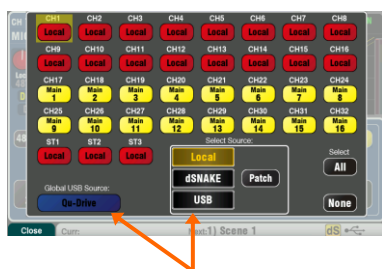 CH1 CH2 CH3 CH4 CH5 CH6 CH7 CH8
Local Local Local Local Local Local Local Local
CH9 CH10 CH11 CH12 CH13 CH14 CH15 CH16
Local Local Local Local Local Local Local Local
CH17 CH18 CH19 CH20 CH21 CH22 CH23 CH24
Main 1 Main 2 Main 3 Main 4 Main 5 Main 6 Main 7 Main 8
CH25 CH26 CH27 CH28 CH29 CH30 CH31 CH32
Main 9 Main 10 Main 11 Main 12 Main 13 Main 14 Main 15 Main 16
ST1 ST2 ST3 Select Source: Select
Local Local Local Local All
dSNAKE Patch
Global USB Source: USB None
Qu-Drive
Close Curr: Next:1) Scene 1 dS